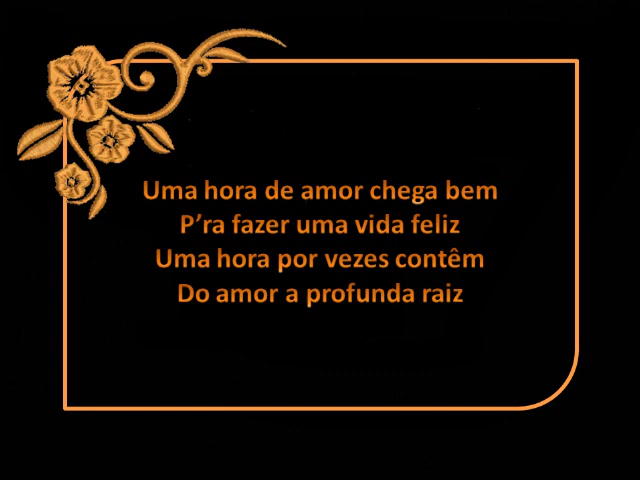 Uma hora de amor chega bem
P’ra fazer uma vida feliz
Uma hora por vezes contêm
Do amor a profunda raiz